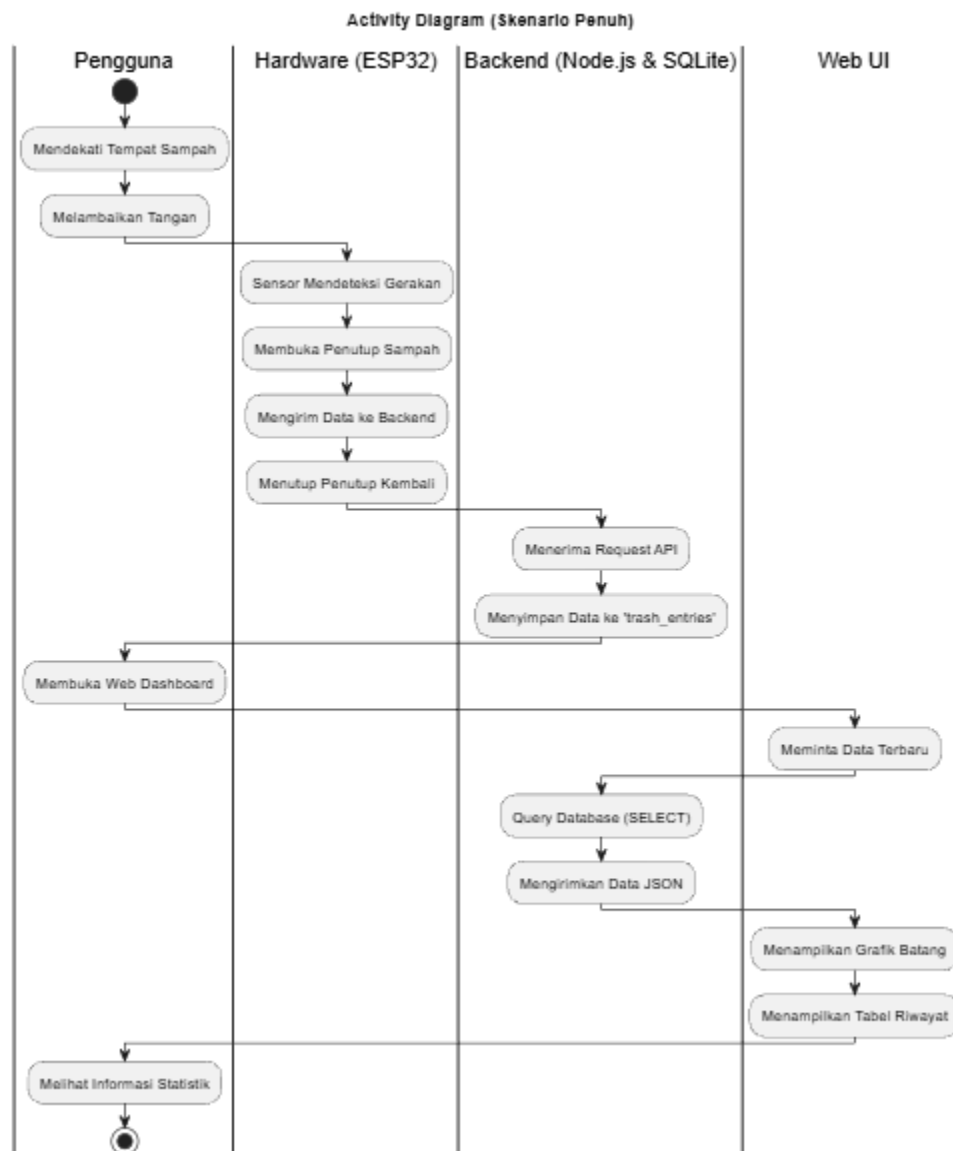 Activity Diagram (Skenario Penuh)
Pengguna
Hardware (ESP32)
Backend (Node.js & SQLite)
Web UI
Mendekati Tempat Sampah
Melambaikan Tangan
Sensor Mendeteksi Gerakan
Membuka Penutup Sampah
Mengirim Data ke Backend
Menutup Penutup Kembali
Menerima Request API
Menyimpan Data ke 'trash_entries'
Membuka Web Dashboard
Meminta Data Terbaru
Query Database (SELECT)
Mengirimkan Data JSON
Menampilkan Grafik Batang
Menampilkan Tabel Riwayat
Melihat Informasi Statistik